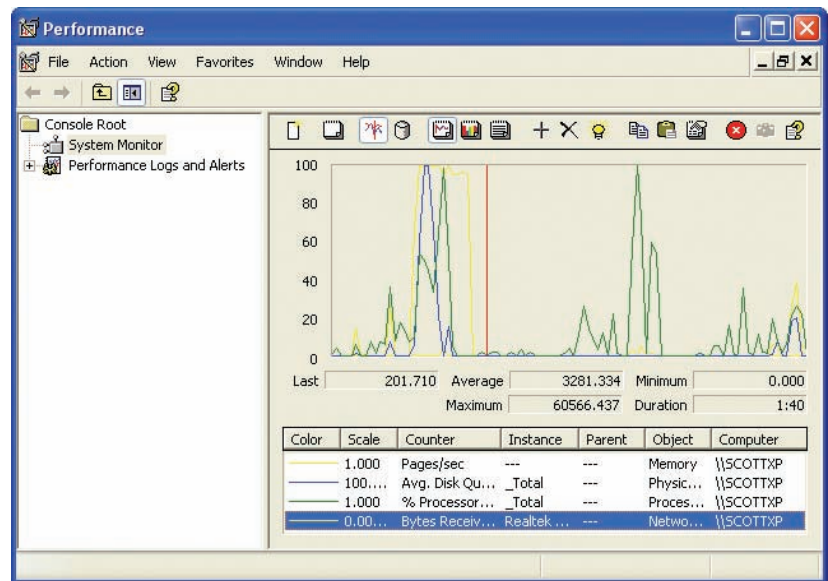 Performance
File Action View Favorites Window Help
Console Root
System Monitor
Performance Logs and Alerts
100
80
60
40
20
0
Last 201.710 Average 3281.334 Minimum 0.000
Maximum 60566.437 Duration 1:40
Color Scale Counter Instance Parent Object Computer
1.000 Pages/sec --- --- Memory \\SCOTTXP
100.... Avg. Disk Qu... _Total --- Physic... \\SCOTTXP
1.000 % Processor... _Total --- Proces... \\SCOTTXP
0.00... Bytes Receiv... Realtek ... --- Netwo... \\SCOTTXP